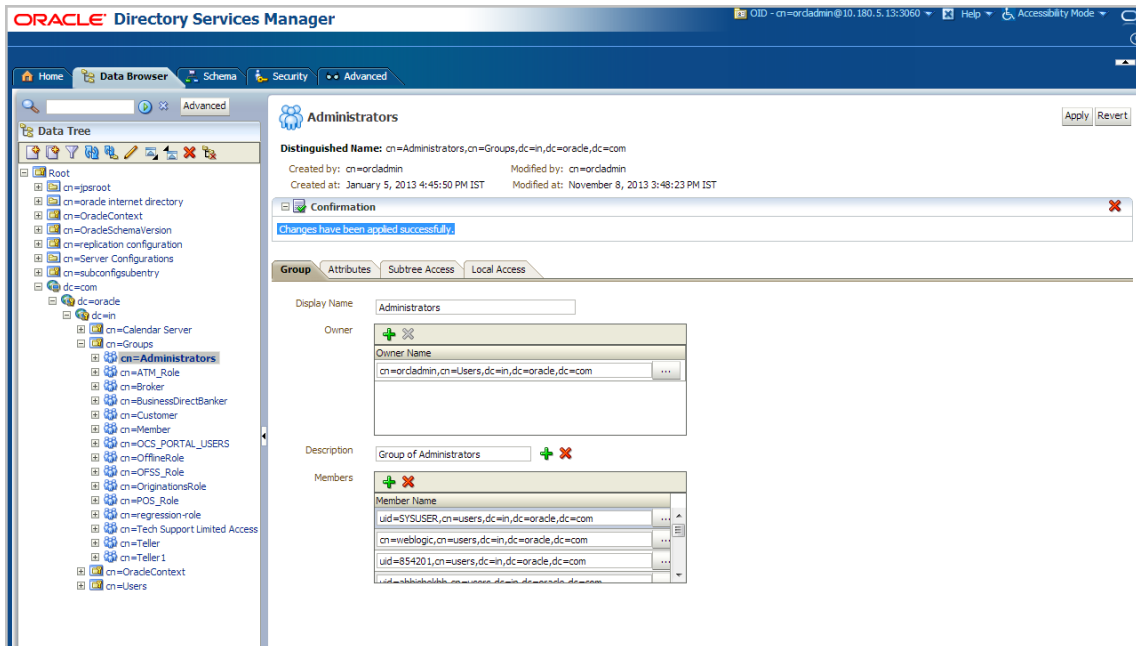 ORACLE Directory Services Manager
OID - cn=orcladmin@10.180.5.13:3060 Help Accessibility Mode
Home Data Browser Schema Security Advanced
Advanced
Data Tree
Root
cn=jpsroot
cn=oracle internet directory
cn=OracleContext
cn=OracleSchemaVersion
cn=replication configuration
cn=Server Configurations
cn=subconfigsubentry
dc=com
dc=oracle
dc=in
cn=Calendar Server
cn=Groups
cn=Administrators
cn=ATM_Role
cn=Broker
cn=BusinessDirectBanker
cn=Customer
cn=Member
cn=OCS_PORTAL_USERS
cn=OfflineRole
cn=OFSS_Role
cn=OriginationsRole
cn=POS_Role
cn=regression-role
cn=Tech Support Limited Access
cn=Teller
cn=Teller1
cn=OracleContext
cn=Users
Administrators
Apply Revert
Distinguished Name: cn=Administrators,cn=Groups,dc=in,dc=oracle,dc=com
Created by: cn=orcladmin Modified by: cn=orcladmin
Created at: January 5, 2013 4:45:50 PM IST Modified at: November 8, 2013 3:48:23 PM IST
Confirmation
Changes have been applied successfully.
Group Attributes Subtree Access Local Access
Display Name Administrators
Owner
Owner Name
cn=orcladmin,cn=Users,dc=in,dc=oracle,dc=com ...
Description Group of Administrators
Members
Member Name
uid=SYSUSER,cn=users,dc=in,dc=oracle,dc=com ...
cn=weblogic,cn=users,dc=in,dc=oracle,dc=com ...
uid=854201,cn=users,dc=in,dc=oracle,dc=com ...